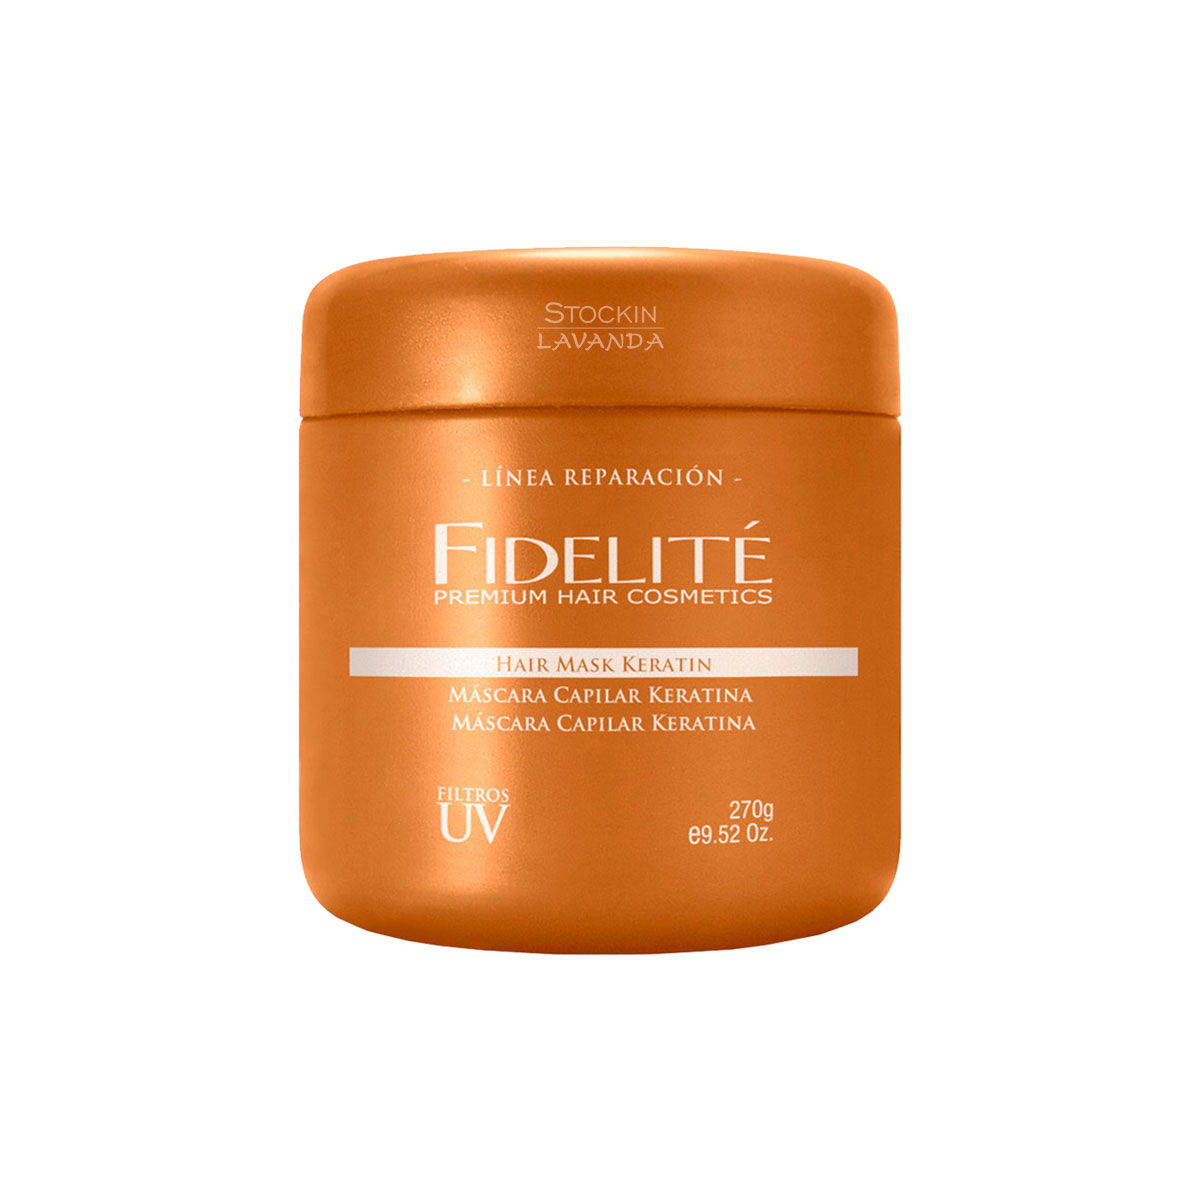 STOCKIN
LAVANDA
- LÍNEA REPARACIÓN -
FIDELITÉ
PREMIUM HAIR COSMETICS
HAIR MASK KERATIN
MÁSCARA CAPILAR KERATINA
MÁSCARA CAPILAR KERATINA
FILTROS
UV
270g
e9.52 Oz.